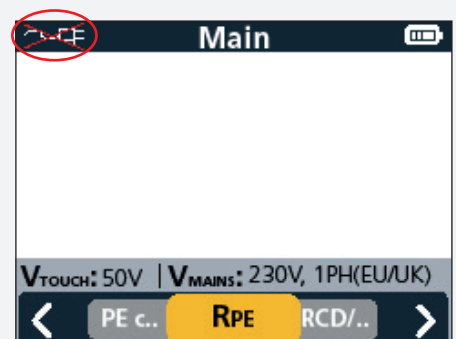 Main
VTOUCH: 50V | VMAINS: 230V, 1PH(EU/UK)
PE c.. RPE RCD/..